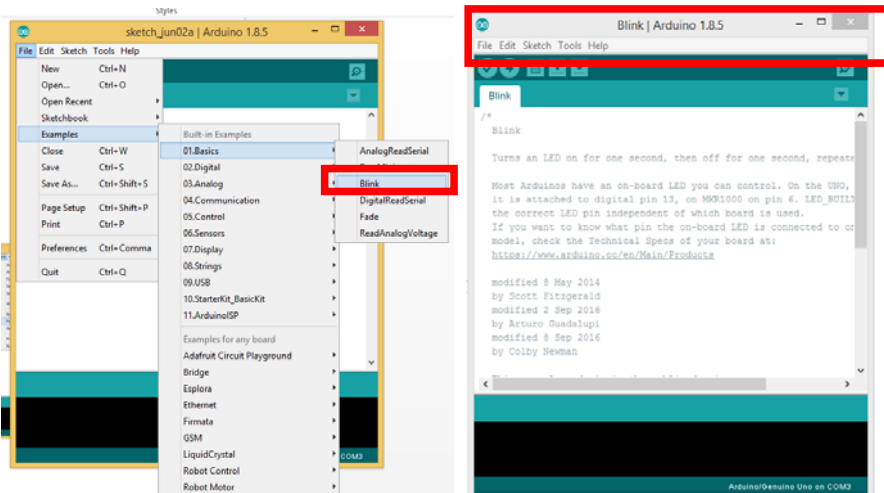 Styles
sketch_jun02a | Arduino 1.8.5
File Edit Sketch Tools Help
New Ctrl+N
Open... Ctrl+O
Open Recent
Sketchbook
Examples
Close Ctrl+W
Save Ctrl+S
Save As... Ctrl+Shift+S
Page Setup Ctrl+Shift+P
Print Ctrl+P
Preferences Ctrl+Comma
Quit Ctrl+Q
Built-in Examples
01.Basics
02.Digital
03.Analog
04.Communication
05.Control
06.Sensors
07.Display
08.Strings
09.USB
10.StarterKit_BasicKit
11.ArduinoISP
Examples for any board
Adafruit Circuit Playground
Bridge
Esplora
Ethernet
Firmata
GSM
LiquidCrystal
Robot Control
Robot Motor
AnalogReadSerial
Blink
DigitalReadSerial
Fade
ReadAnalogVoltage
COM3
Blink | Arduino 1.8.5
File Edit Sketch Tools Help
Blink
/*
Blink
Turns an LED on for one second, then off for one second, repeate
Most Arduinos have an on-board LED you can control. On the UNO,
it is attached to digital pin 13, on MKR1000 on pin 6. LED_BUILT
the correct LED pin independent of which board is used.
If you want to know what pin the on-board LED is connected to on
model, check the Technical Specs of your board at:
https://www.arduino.cc/en/Main/Products
modified 8 May 2014
by Scott Fitzgerald
modified 2 Sep 2016
by Arturo Guadalupi
modified 8 Sep 2016
by Colby Newman
Arduino/Genuino Uno on COM3